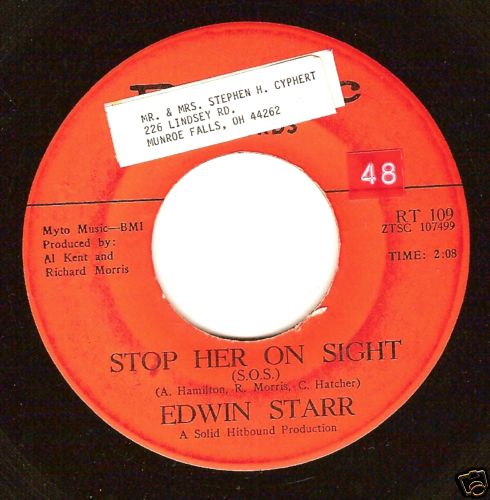 MR. & MRS. STEPHEN H. CYPHERT
226 LINDSEY RD.
MUNROE FALLS, OH 44262
48
RT 109
ZTSC 107499
Myto Music—BMI
Produced by:
Al Kent and
Richard Morris
TIME: 2:08
STOP HER ON SIGHT
(S.O.S.)
(A. Hamilton, R. Morris, C. Hatcher)
EDWIN STARR
A Solid Hitbound Production